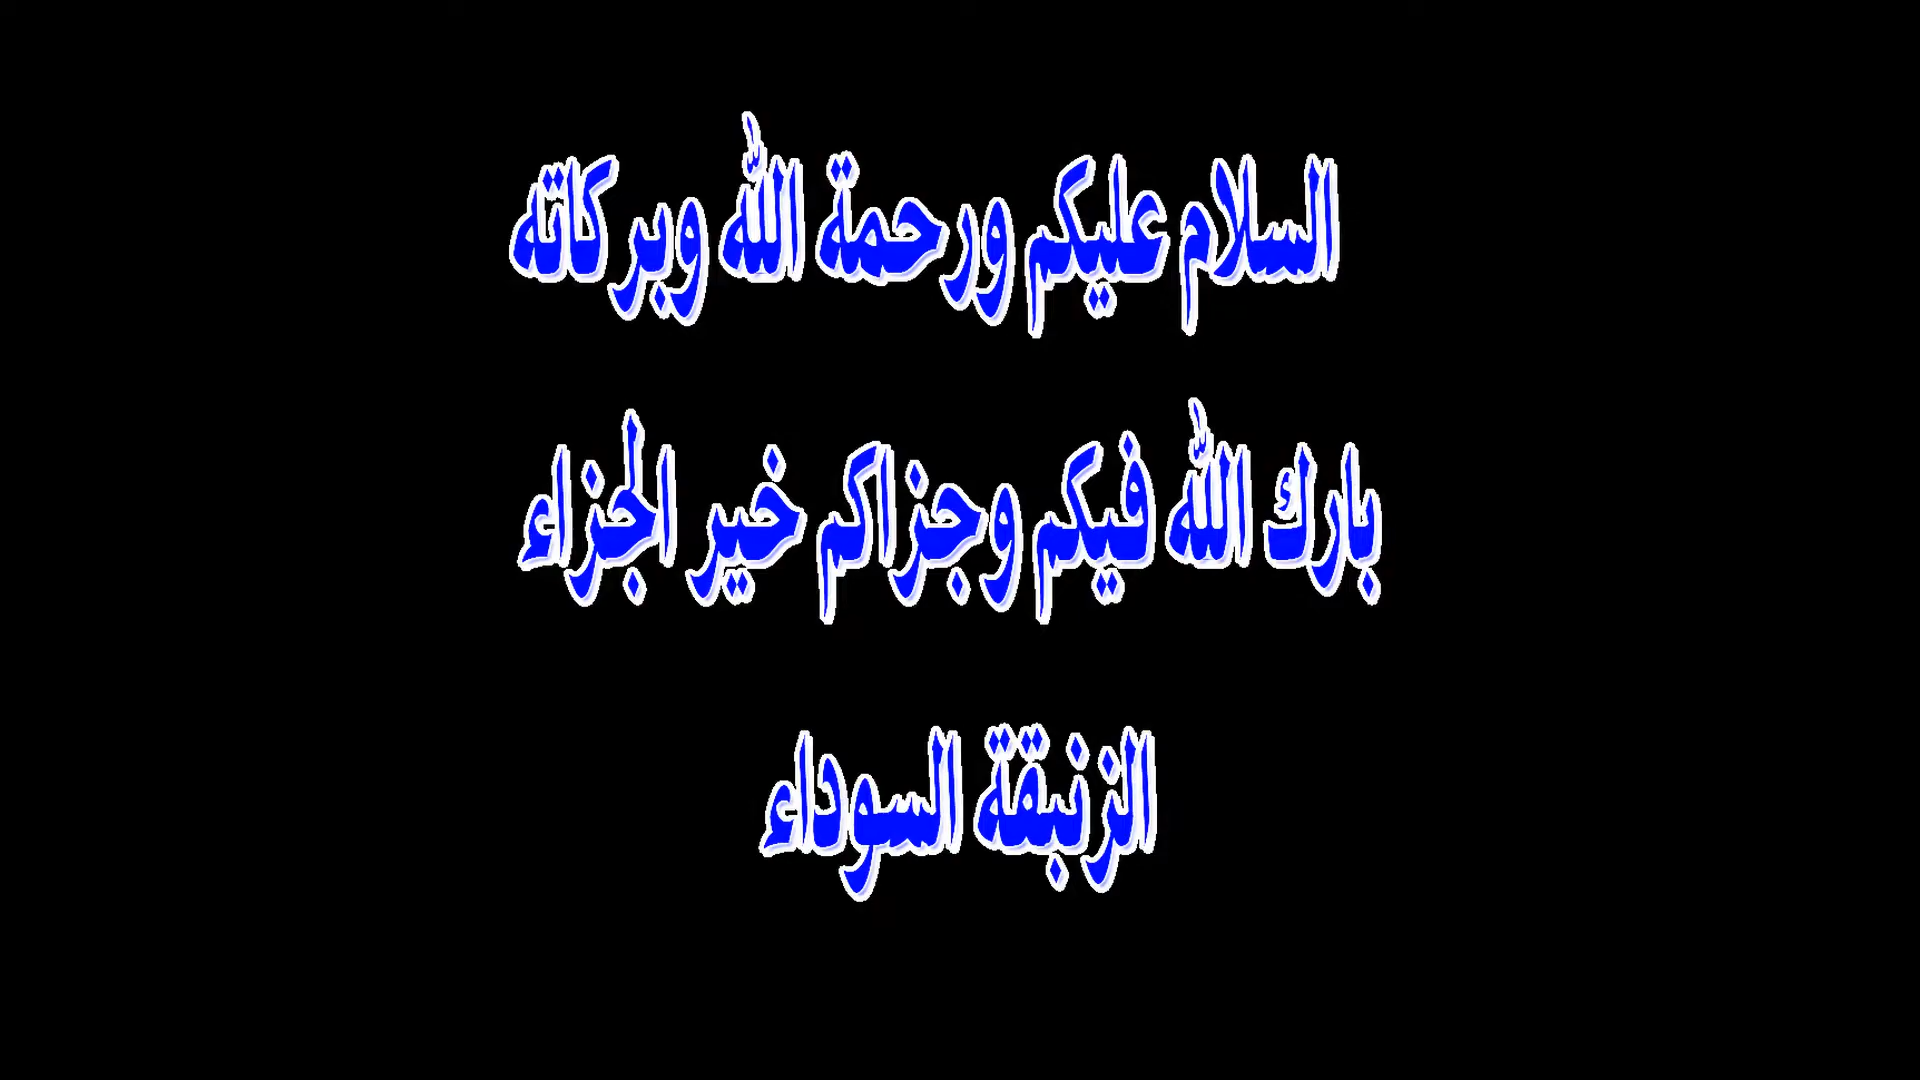 السلام عليكم ورحمة الله وبركاته
بارك الله فيكم وجزاكم خير الجزاء
الزنبقة السوداء